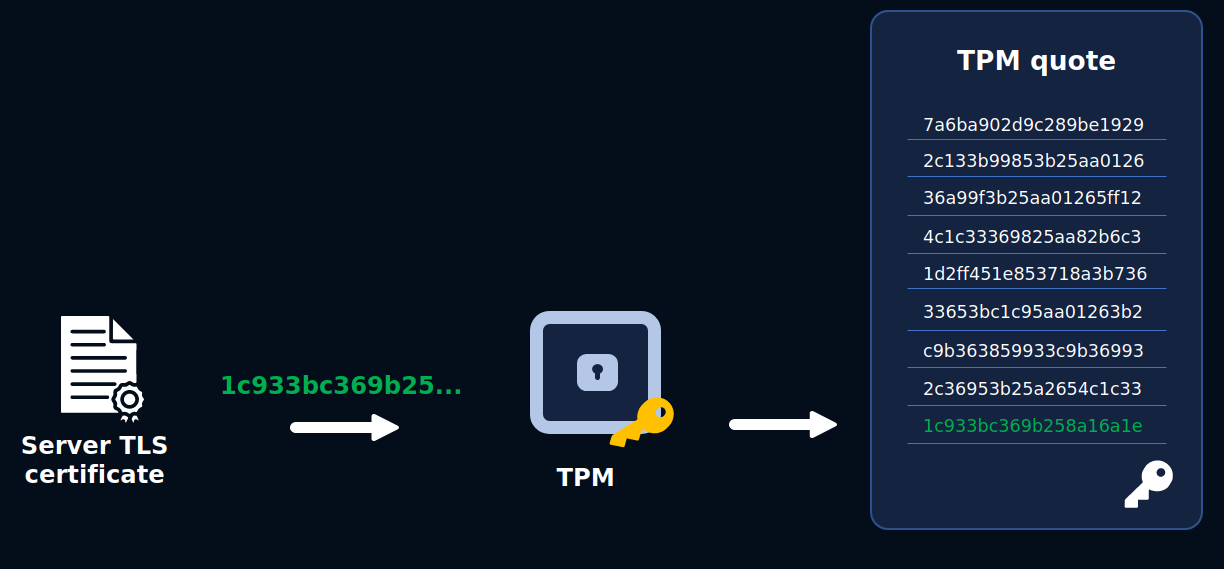 TPM quote
7a6ba902d9c289be1929
2c133b99853b25aa0126
36a99f3b25aa01265ff12
4c1c33369825aa82b6c3
1d2ff451e853718a3b736
33653bc1c95aa01263b2
c9b363859933c9b36993
2c36953b25a2654c1c33
1c933bc369b258a16a1e
1c933bc369b25...
Server TLS
certificate
TPM